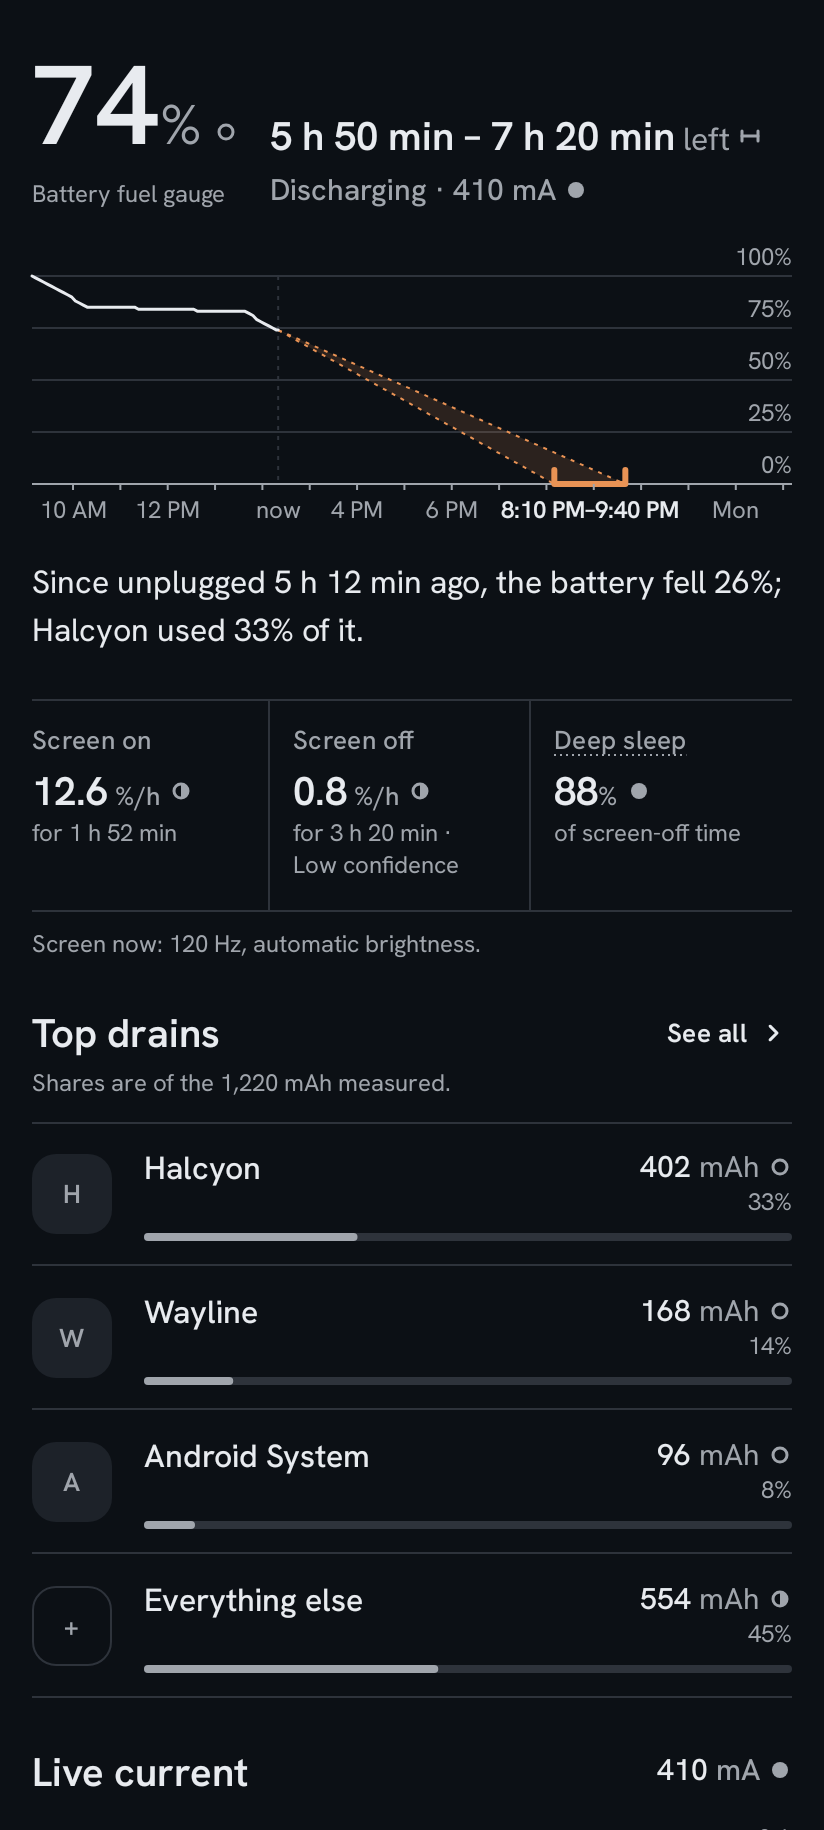 74%
5 h 50 min – 7 h 20 min left
Battery fuel gauge
Discharging · 410 mA
100%
75%
50%
25%
0%
10 AM 12 PM now 4 PM 6 PM 8:10 PM–9:40 PM Mon
Since unplugged 5 h 12 min ago, the battery fell 26%;
Halcyon used 33% of it.
Screen on
12.6 %/h
for 1 h 52 min
Screen off
0.8 %/h
for 3 h 20 min ·
Low confidence
Deep sleep
88%
of screen-off time
Screen now: 120 Hz, automatic brightness.
Top drains
See all
Shares are of the 1,220 mAh measured.
H
Halcyon
402 mAh
33%
W
Wayline
168 mAh
14%
A
Android System
96 mAh
8%
+
Everything else
554 mAh
45%
Live current
410 mA